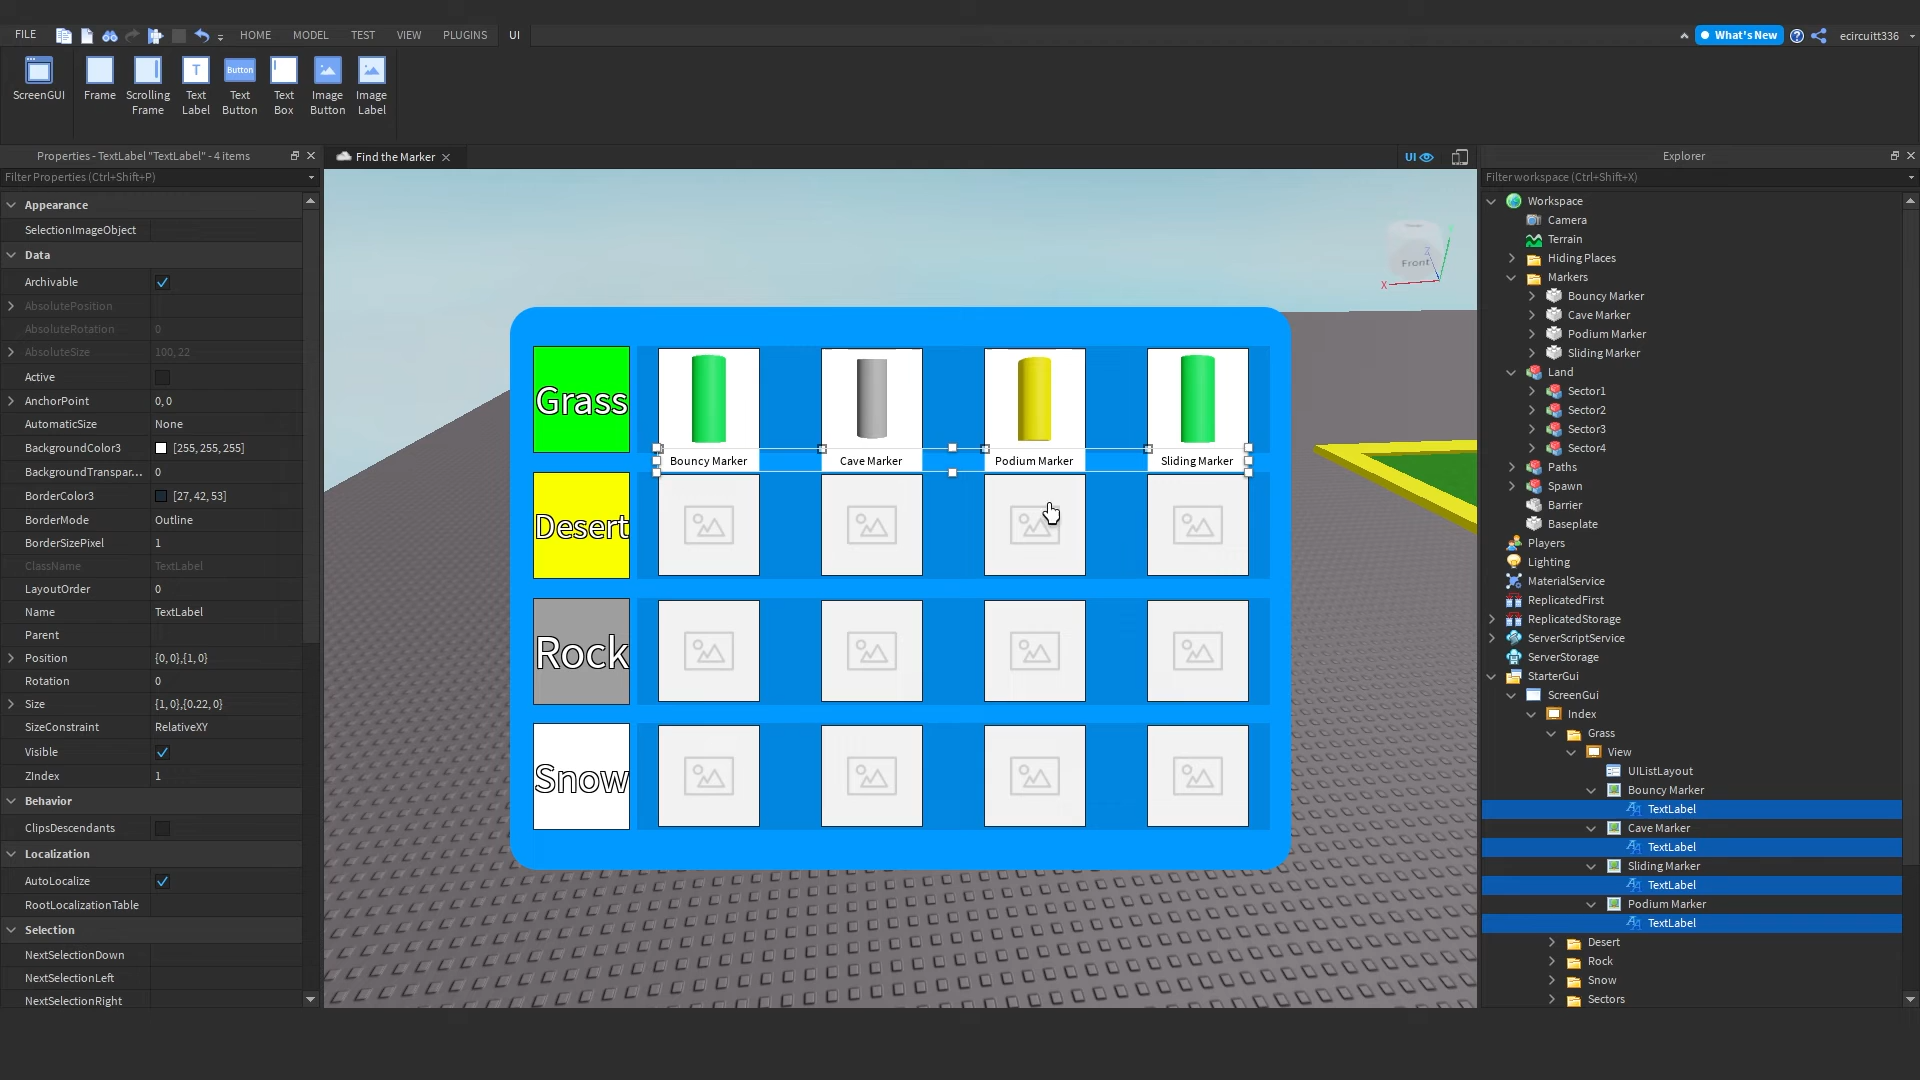 FILE HOME MODEL TEST VIEW PLUGINS UI What's New ecircuitt336
ScreenGUI Frame Scrolling Frame Text Label Text Button Text Box Image Button Image Label
T Button
Properties - TextLabel "TextLabel" - 4 items
Filter Properties (Ctrl+Shift+P)
Appearance
SelectionImageObject
Data
Archivable
AbsolutePosition
AbsoluteRotation 0
AbsoluteSize 100, 22
Active
AnchorPoint 0, 0
AutomaticSize None
BackgroundColor3 [255, 255, 255]
BackgroundTranspar... 0
BorderColor3 [27, 42, 53]
BorderMode Outline
BorderSizePixel 1
ClassName TextLabel
LayoutOrder 0
Name TextLabel
Parent
Position {0, 0},{1, 0}
Rotation 0
Size {1, 0},{0.22, 0}
SizeConstraint RelativeXY
Visible
ZIndex 1
Behavior
ClipsDescendants
Localization
AutoLocalize
RootLocalizationTable
Selection
NextSelectionDown
NextSelectionLeft
NextSelectionRight
Find the Marker
UI
Front
X
Z
Grass
Bouncy Marker Cave Marker Podium Marker Sliding Marker
Desert
Rock
Snow
Explorer
Filter workspace (Ctrl+Shift+X)
Workspace
Camera
Terrain
Hiding Places
Markers
Bouncy Marker
Cave Marker
Podium Marker
Sliding Marker
Land
Sector1
Sector2
Sector3
Sector4
Paths
Spawn
Barrier
Baseplate
Players
Lighting
MaterialService
ReplicatedFirst
ReplicatedStorage
ServerScriptService
ServerStorage
StarterGui
ScreenGui
Index
Grass
View
UIListLayout
Bouncy Marker
TextLabel
Cave Marker
TextLabel
Sliding Marker
TextLabel
Podium Marker
TextLabel
Desert
Rock
Snow
Sectors